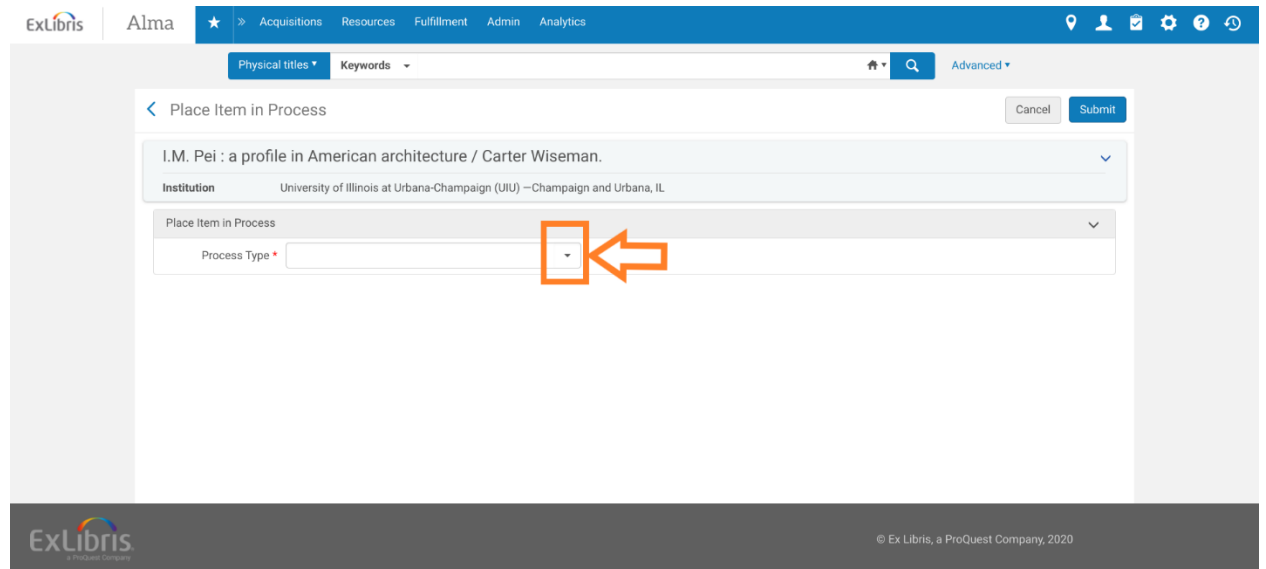 ExLibris Alma » Acquisitions Resources Fulfillment Admin Analytics
Physical titles Keywords Advanced
Place Item in Process Cancel Submit
I.M. Pei : a profile in American architecture / Carter Wiseman.
Institution University of Illinois at Urbana-Champaign (UIU) —Champaign and Urbana, IL
Place Item in Process
Process Type *
ExLibris
a ProQuest Company
© Ex Libris, a ProQuest Company, 2020